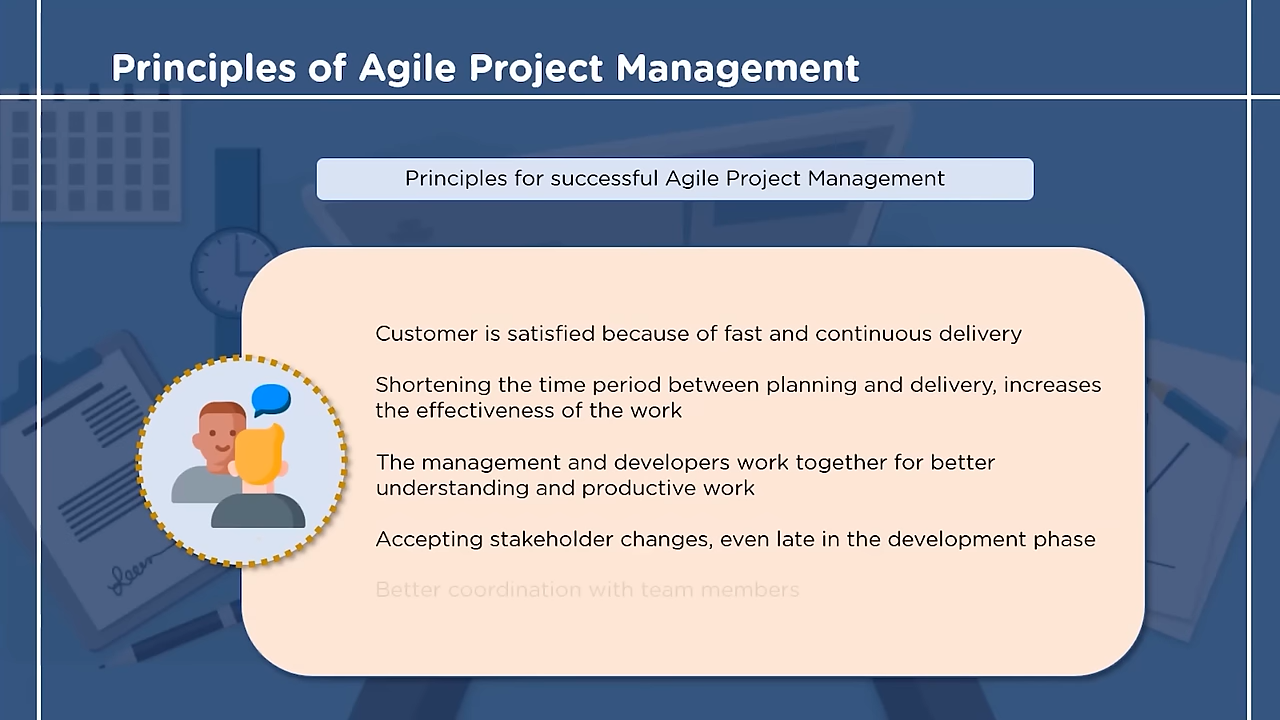 Principles of Agile Project Management
Principles for successful Agile Project Management
Customer is satisfied because of fast and continuous delivery
Shortening the time period between planning and delivery, increases
the effectiveness of the work
The management and developers work together for better
understanding and productive work
Accepting stakeholder changes, even late in the development phase
Better coordination with team members